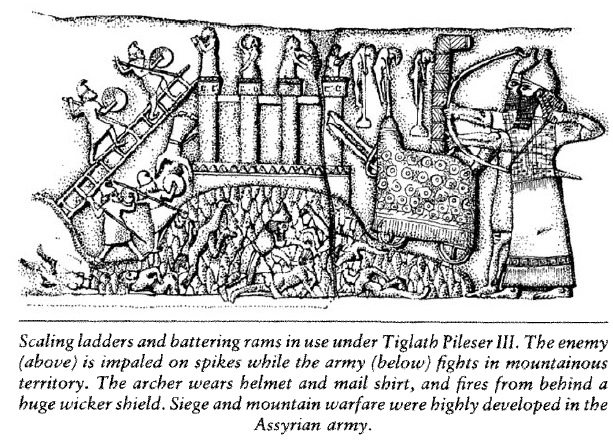 Scaling ladders and battering rams in use under Tiglath Pileser III. The enemy
(above) is impaled on spikes while the army (below) fights in mountainous
territory. The archer wears helmet and mail shirt, and fires from behind a
huge wicker shield. Siege and mountain warfare were highly developed in the
Assyrian army.